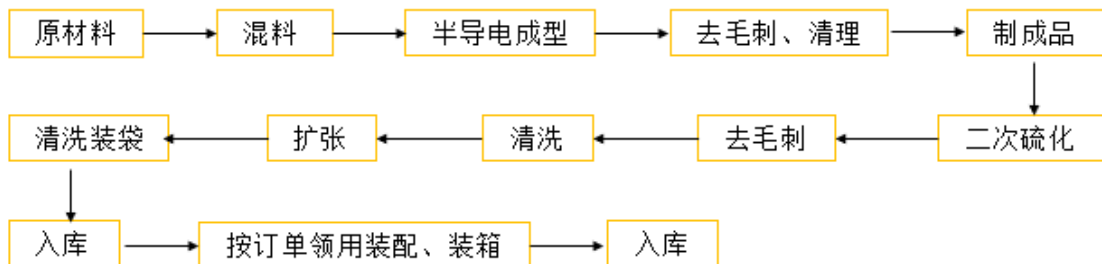 原材料 混料 半导电成型 去毛刺、清理 制成品
清洗装袋 扩张 清洗 去毛刺 二次硫化
入库 按订单领用装配、装箱 入库